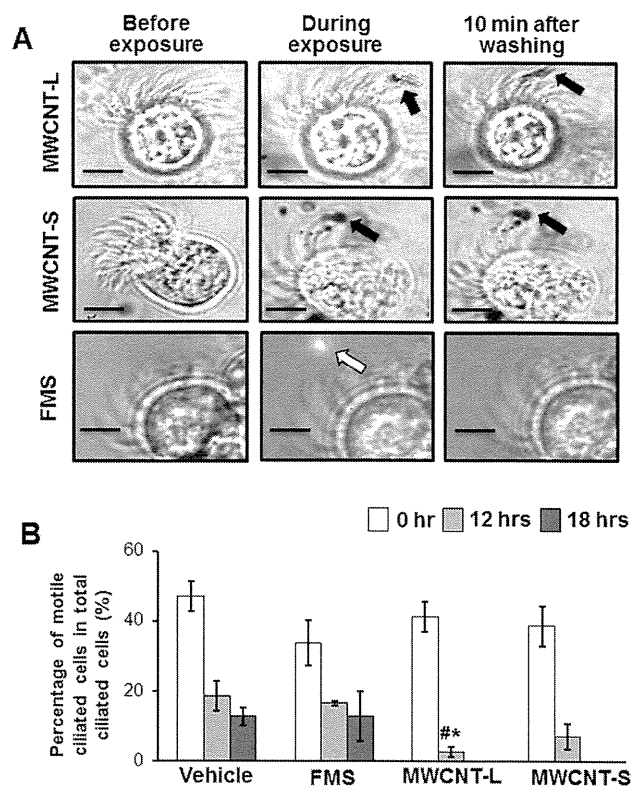 A
Before exposure
During exposure
10 min after washing
MWCNT-L
MWCNT-S
FMS
B
0 hr
12 hrs
18 hrs
Percentage of motile
ciliated cells in total
ciliated cells (%)
60
40
20
0
#*
Vehicle
FMS
MWCNT-L
MWCNT-S